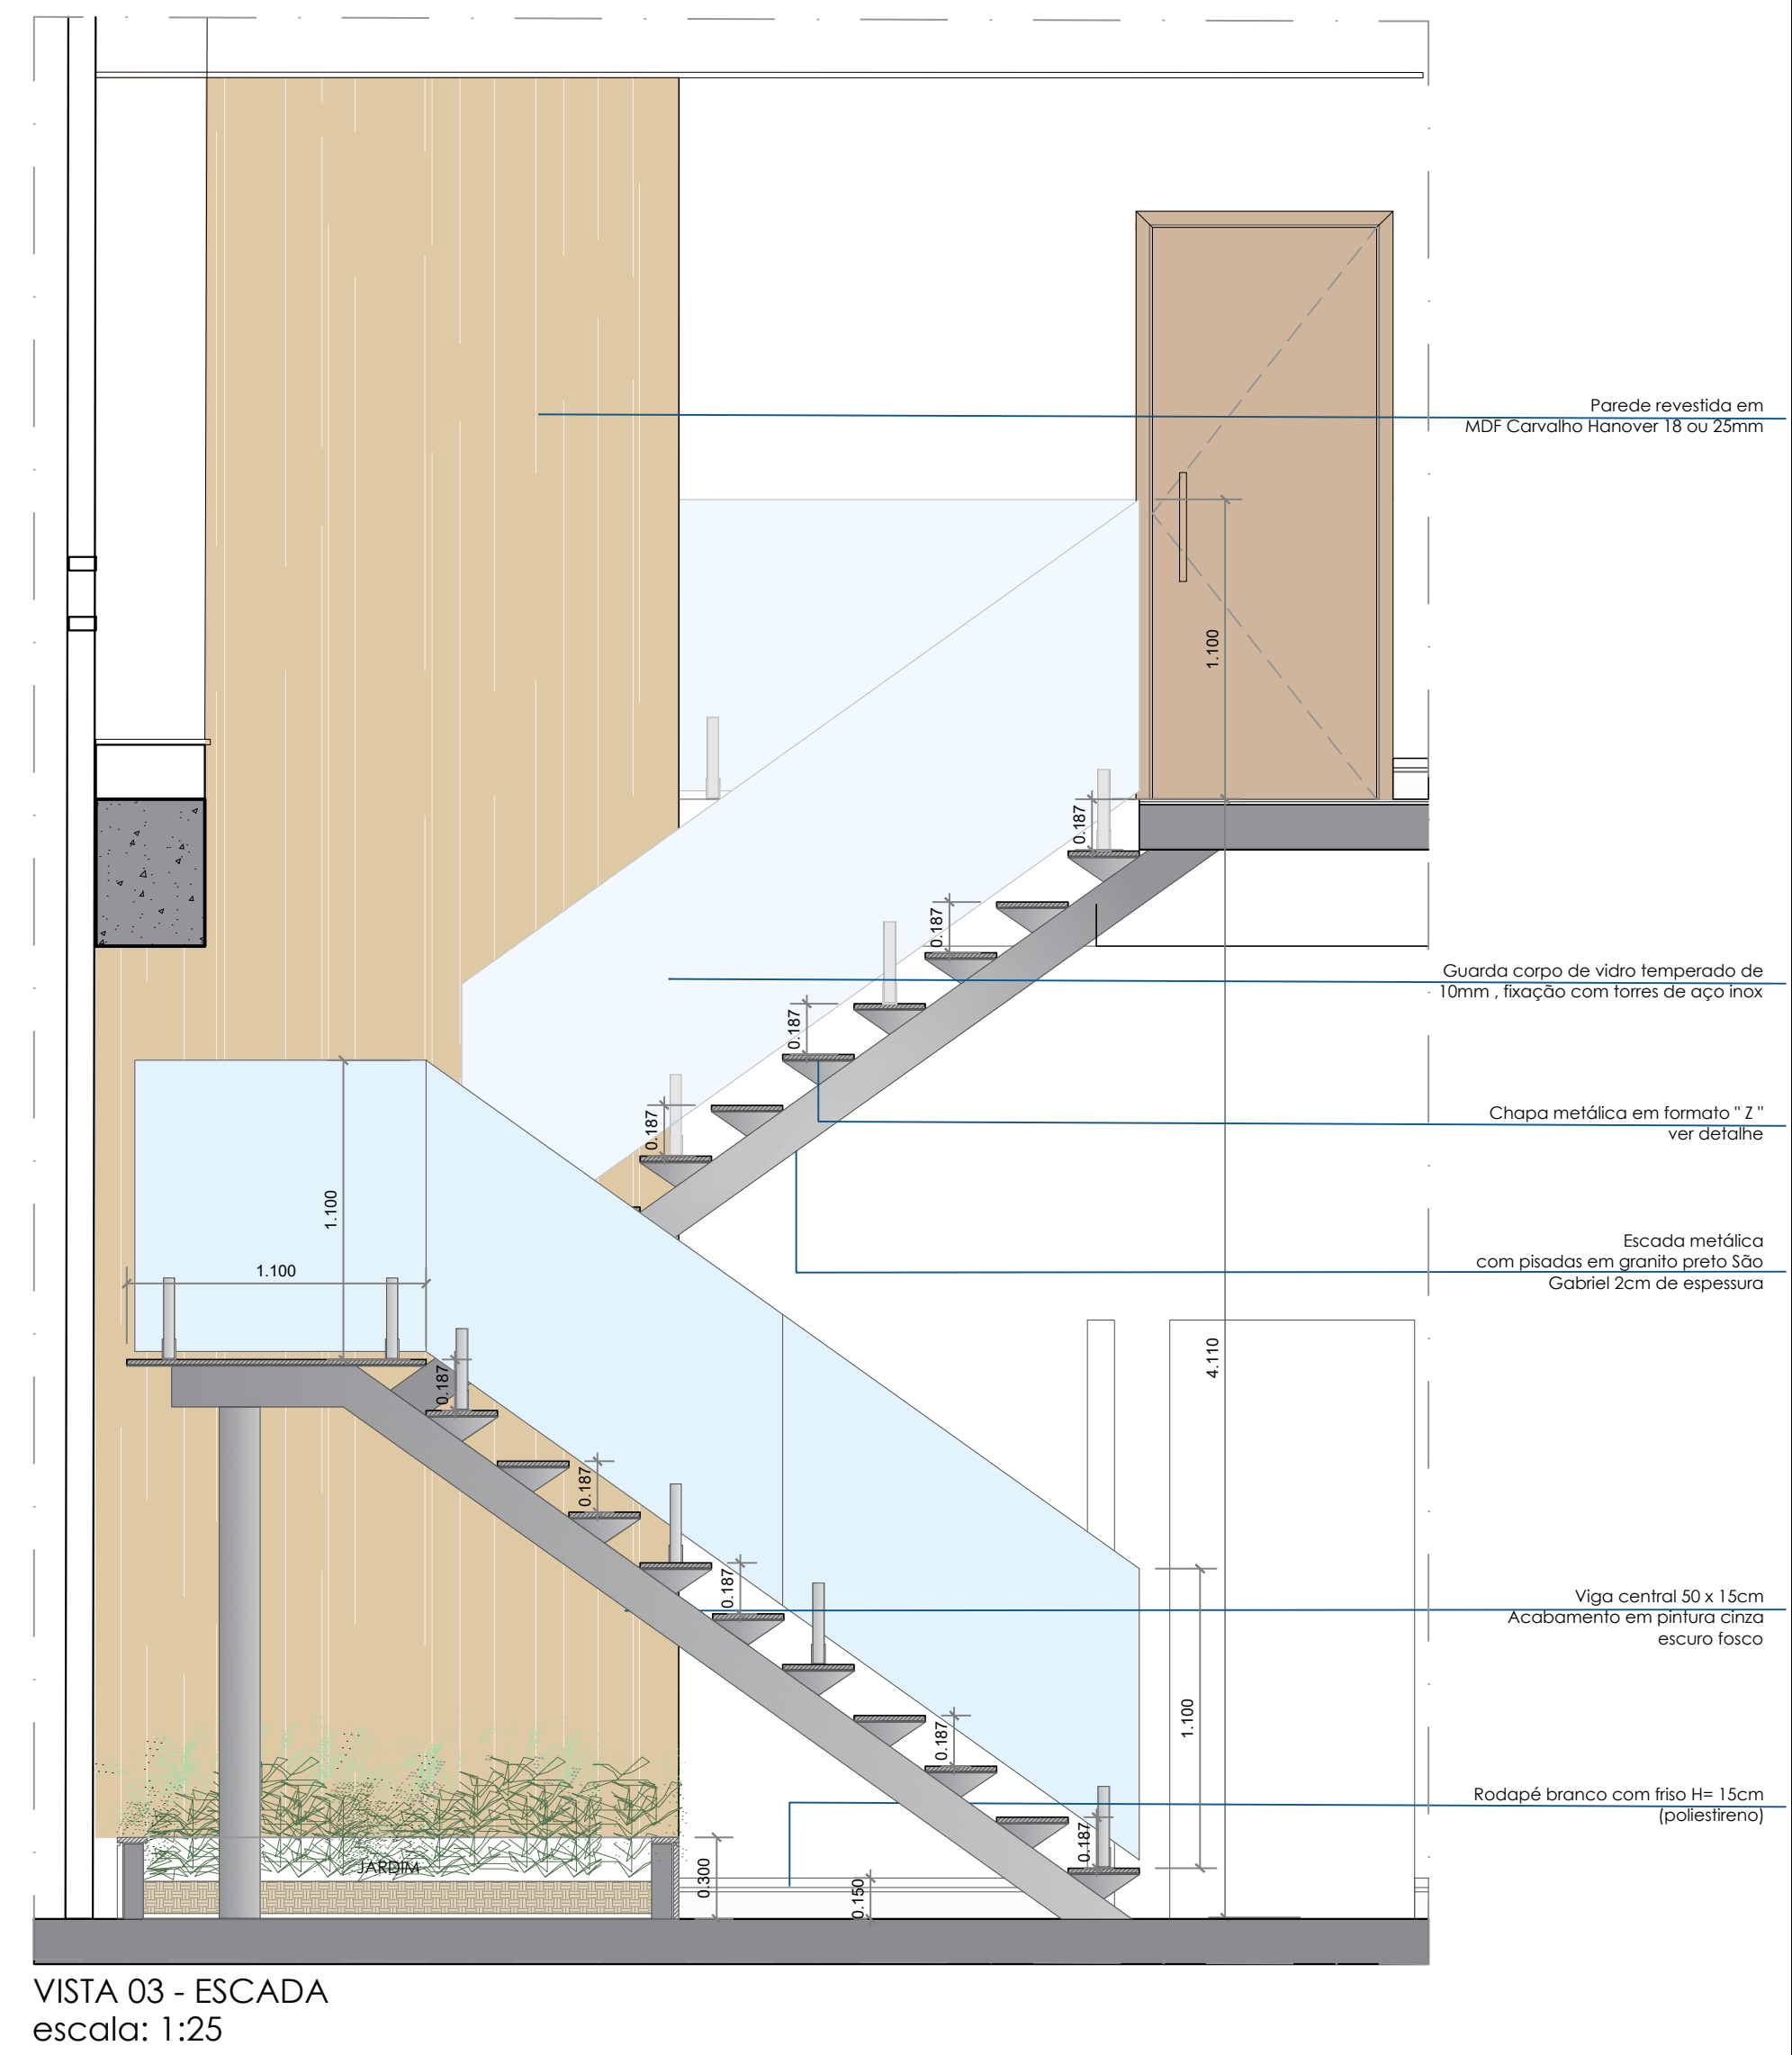 Parede revestida em
MDF Carvalho Hanover 18 ou 25mm
1.100
0.187
0.187
Guarda corpo de vidro temperado de
10mm , fixação com torres de aço inox
0.187
Chapa metálica em formato " Z "
ver detalhe
0.187
1.100
1.100
Escada metálica
com pisadas em granito preto São
Gabriel 2cm de espessura
4.110
0.187
0.187
0.187
Viga central 50 x 15cm
Acabamento em pintura cinza
escuro fosco
1.100
0.187
Rodapé branco com friso H= 15cm
(poliestireno)
0.187
JARDIM
0.300
0.150
VISTA 03 - ESCADA
escala: 1:25